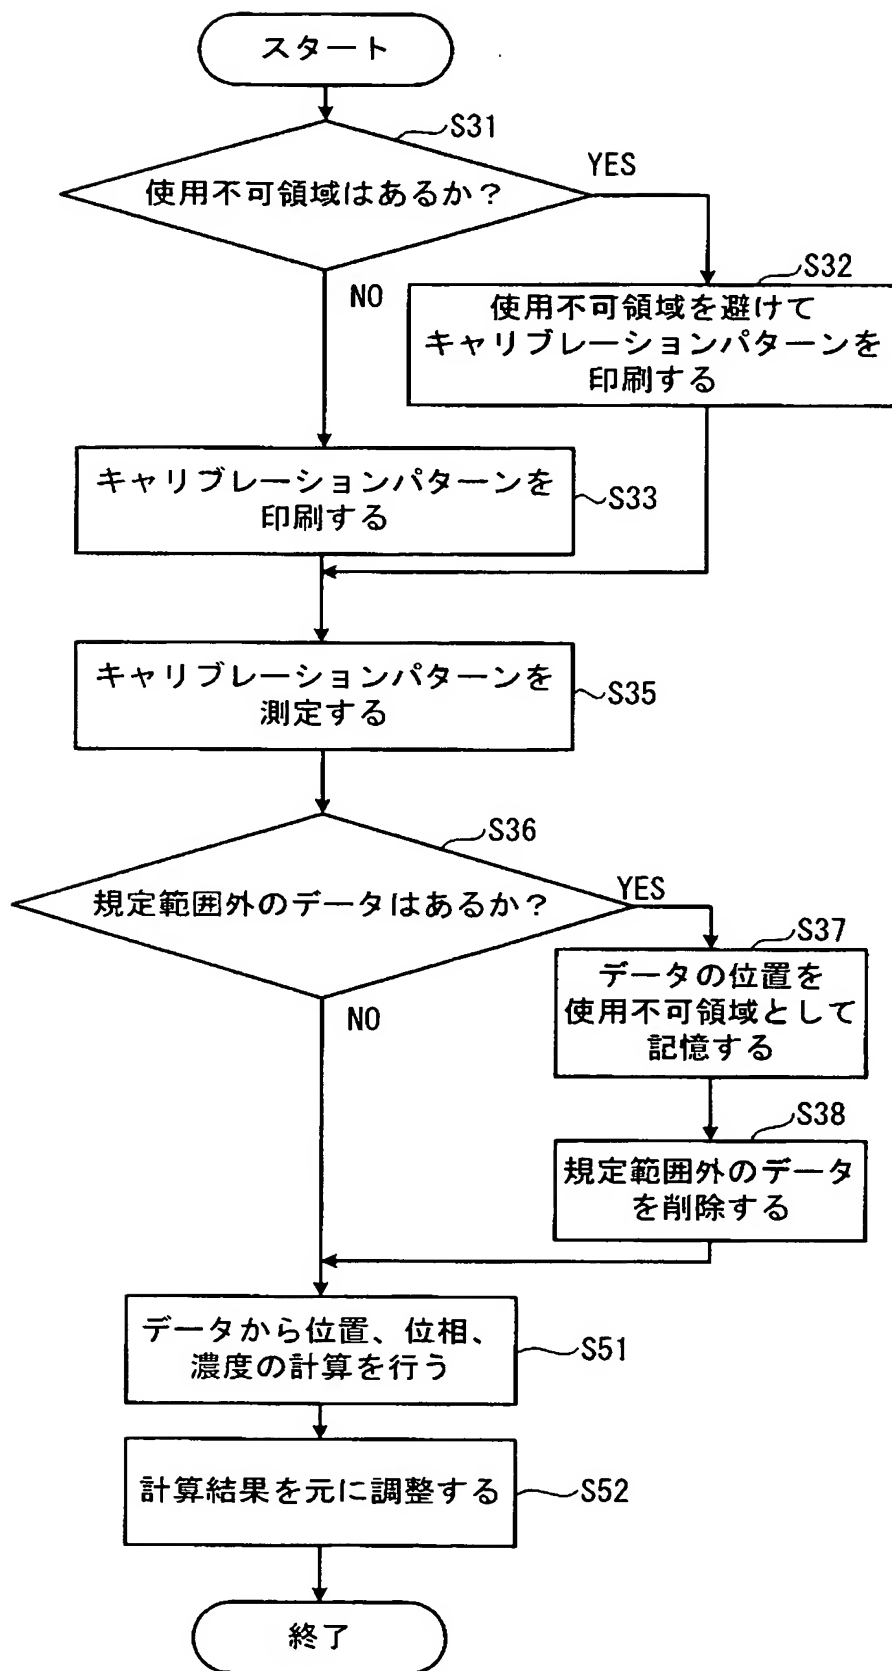 スタート
S31
使用不可領域はあるか？
YES
NO
S32
使用不可領域を避けて
キャリブレーションパターンを
印刷する
キャリブレーションパターンを
印刷する
S33
キャリブレーションパターンを
測定する
S35
S36
規定範囲外のデータはあるか？
YES
NO
S37
データの位置を
使用不可領域として
記憶する
S38
規定範囲外のデータ
を削除する
データから位置、位相、
濃度の計算を行う
S51
計算結果を元に調整する
S52
終了